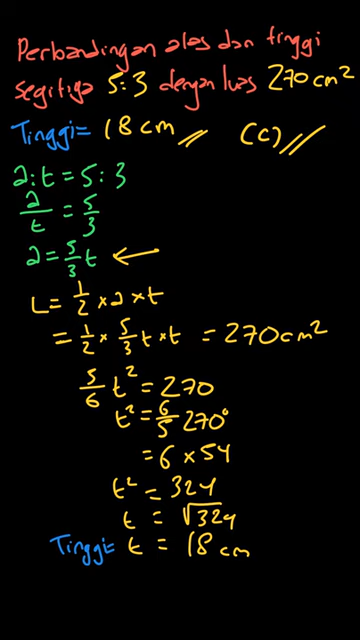 Perbandingan alas dan tinggi
segitiga 5:3 dengan luas 270 cm²
Tinggi = 18 cm // (C) //
a:t = 5:3
a/t = 5/3
a = 5/3 t ←
L = 1/2 × a × t
= 1/2 × 5/3 t × t = 270 cm²
5/6 t² = 270
t² = 6/5 270
= 6 × 54
t² = 324
t = √324
Tinggi = t = 18 cm